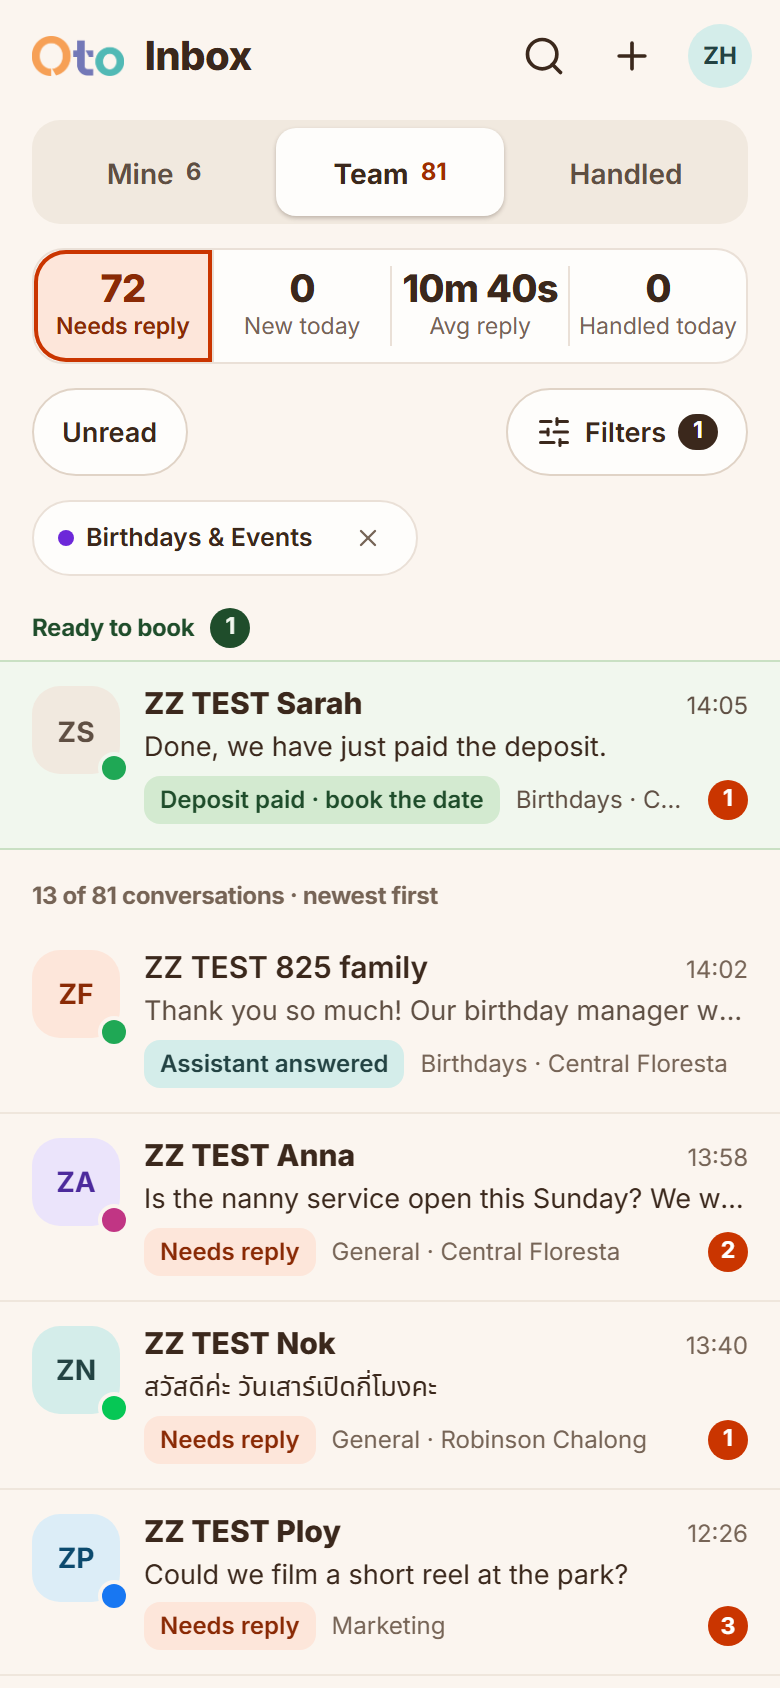 Oto Inbox ZH
Mine 6 Team 81 Handled
72 0 10m 40s 0
Needs reply New today Avg reply Handled today
Unread Filters 1
Birthdays & Events
Ready to book 1
ZS ZZ TEST Sarah 14:05
Done, we have just paid the deposit.
Deposit paid · book the date Birthdays · C... 1
13 of 81 conversations · newest first
ZF ZZ TEST 825 family 14:02
Thank you so much! Our birthday manager w...
Assistant answered Birthdays · Central Floresta
ZA ZZ TEST Anna 13:58
Is the nanny service open this Sunday? We w...
Needs reply General · Central Floresta 2
ZN ZZ TEST Nok 13:40
สวัสดีค่ะ วันเสาร์เปิดกี่โมงคะ
Needs reply General · Robinson Chalong 1
ZP ZZ TEST Ploy 12:26
Could we film a short reel at the park?
Needs reply Marketing 3